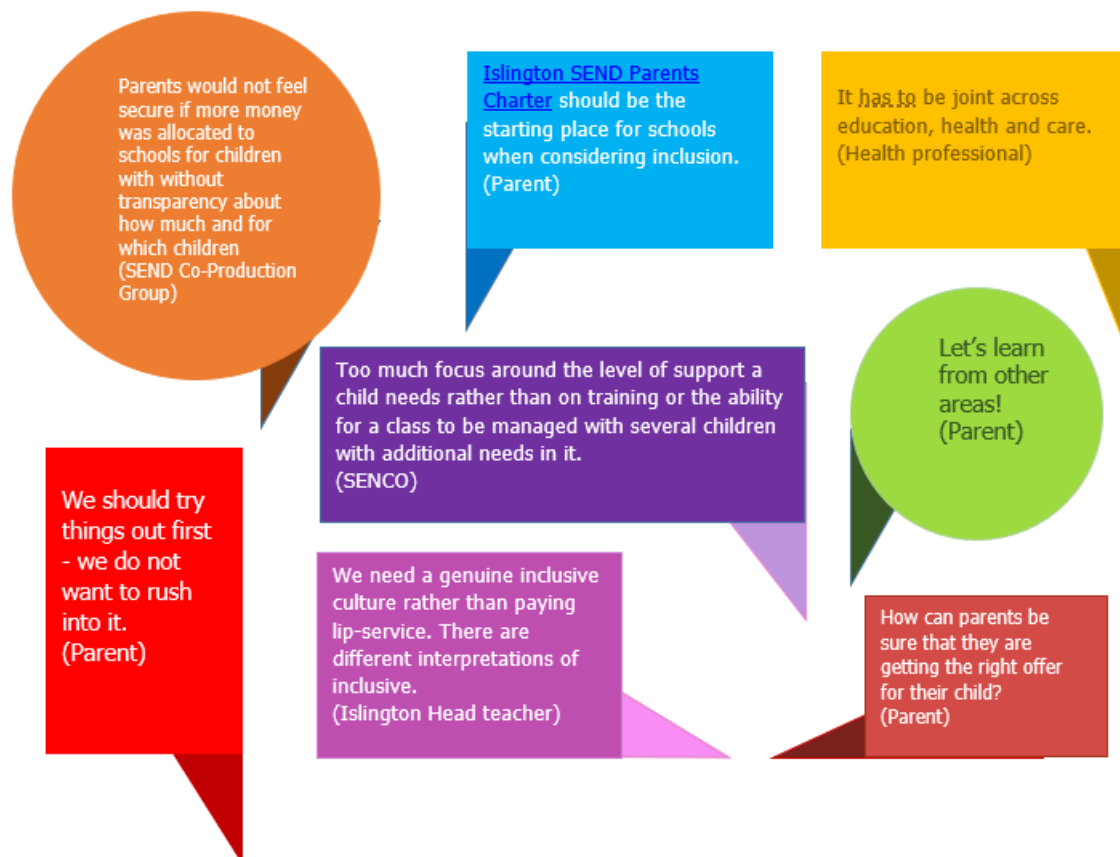 Parents would not feel
secure if more money
was allocated to
schools for children
with without
transparency about
how much and for
which children
(SEND Co-Production
Group)
Islington SEND Parents
Charter should be the
starting place for schools
when considering inclusion.
(Parent)
It has to be joint across
education, health and care.
(Health professional)
Too much focus around the level of support a
child needs rather than on training or the ability
for a class to be managed with several children
with additional needs in it.
(SENCO)
Let’s learn
from other
areas!
(Parent)
We should try
things out first
- we do not
want to rush
into it.
(Parent)
We need a genuine inclusive
culture rather than paying
lip-service. There are
different interpretations of
inclusive.
(Islington Head teacher)
How can parents be
sure that they are
getting the right offer
for their child?
(Parent)